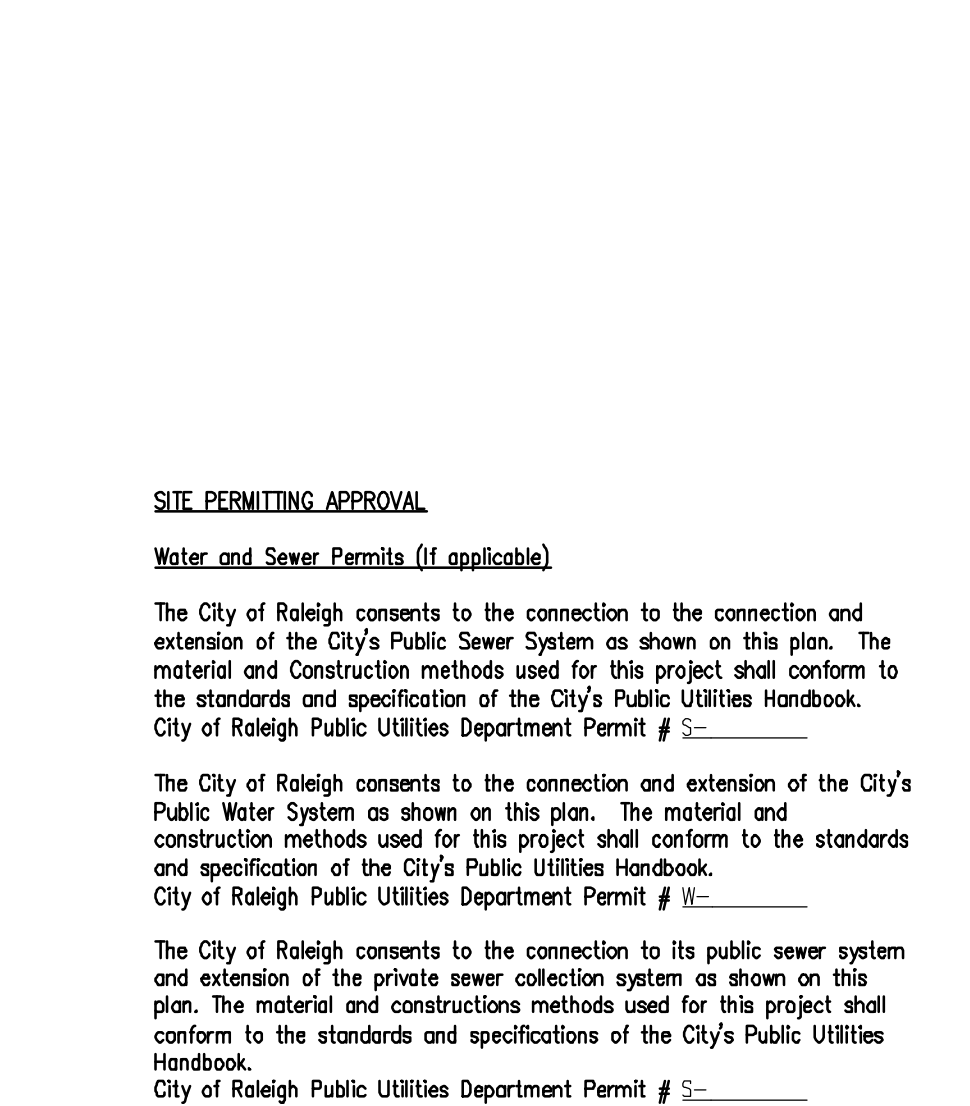 SITE PERMITTING APPROVAL
Water and Sewer Permits (If applicable)
The City of Raleigh consents to the connection to the connection and
extension of the City's Public Sewer System as shown on this plan.  The
material and Construction methods used for this project shall conform to
the standards and specification of the City's Public Utilities Handbook.
City of Raleigh Public Utilities Department Permit # S-__________
The City of Raleigh consents to the connection and extension of the City's
Public Water System as shown on this plan.  The material and
construction methods used for this project shall conform to the standards
and specification of the City's Public Utilities Handbook.
City of Raleigh Public Utilities Department Permit # W-__________
The City of Raleigh consents to the connection to its public sewer system
and extension of the private sewer collection system as shown on this
plan. The material and constructions methods used for this project shall
conform to the standards and specifications of the City's Public Utilities
Handbook.
City of Raleigh Public Utilities Department Permit # S-__________